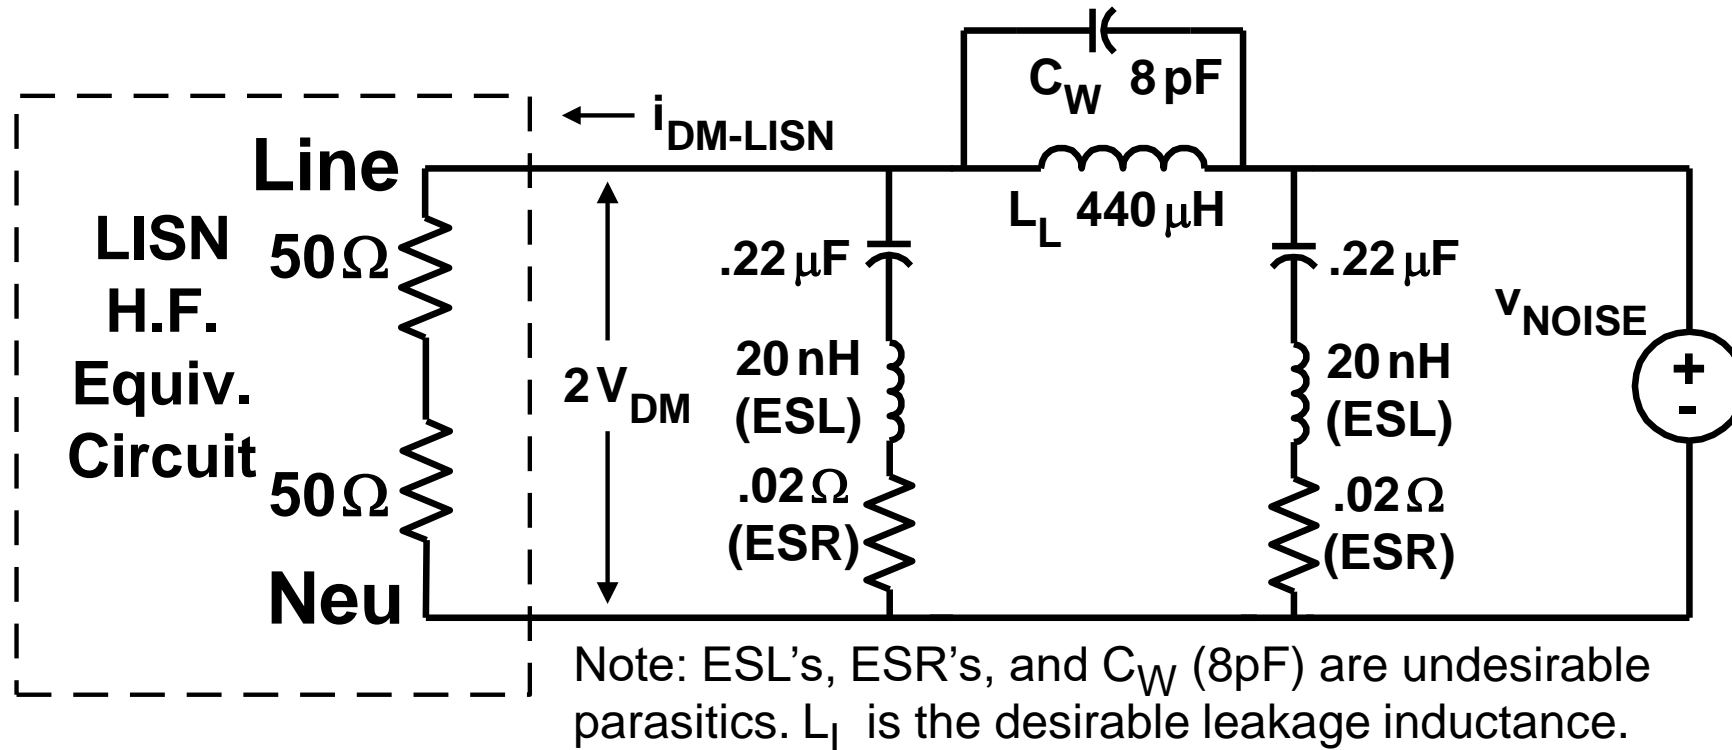 C_W 8 pF
i_DM-LISN
Line
LISN
H.F.
Equiv.
Circuit
50 Ω
50 Ω
Neu
2 V_DM
.22 μF
20 nH
(ESL)
.02 Ω
(ESR)
L_L 440 μH
.22 μF
20 nH
(ESL)
.02 Ω
(ESR)
v_NOISE
+
-
Note: ESL's, ESR's, and C_W (8pF) are undesirable
parasitics. L_L is the desirable leakage inductance.